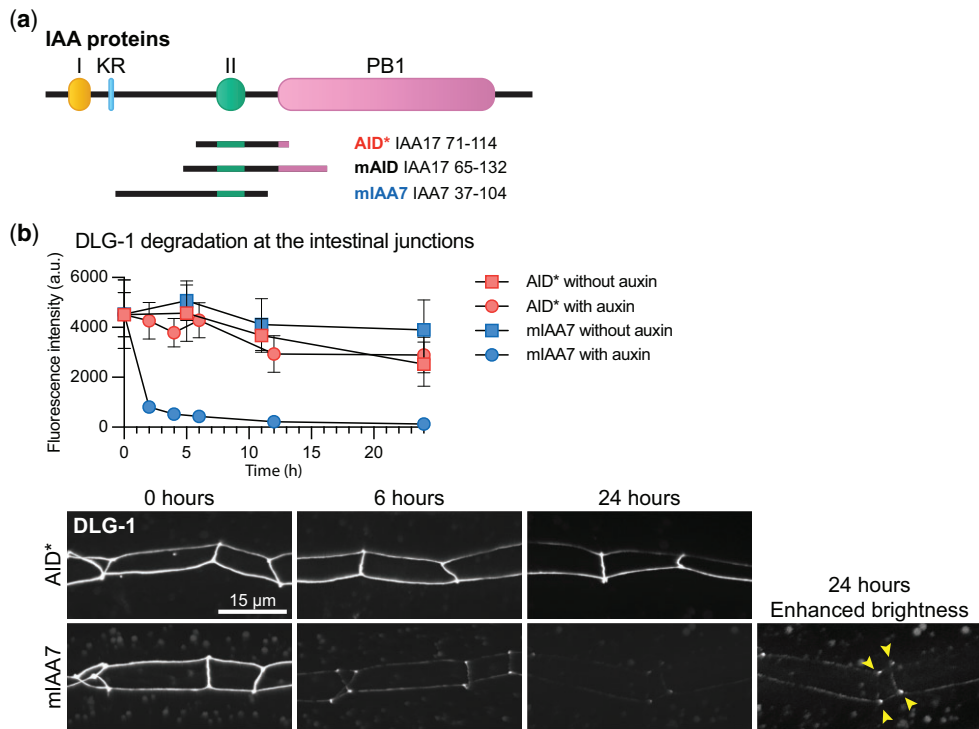 (a)
IAA proteins
I KR II PB1
AID* IAA17 71-114
mAID IAA17 65-132
mIAA7 IAA7 37-104
(b) DLG-1 degradation at the intestinal junctions
Fluorescence intensity (a.u.)
6000
4000
2000
0
0 5 10 15 20
Time (h)
AID* without auxin
AID* with auxin
mIAA7 without auxin
mIAA7 with auxin
0 hours 6 hours 24 hours
DLG-1
AID*
15 µm
24 hours
Enhanced brightness
mIAA7